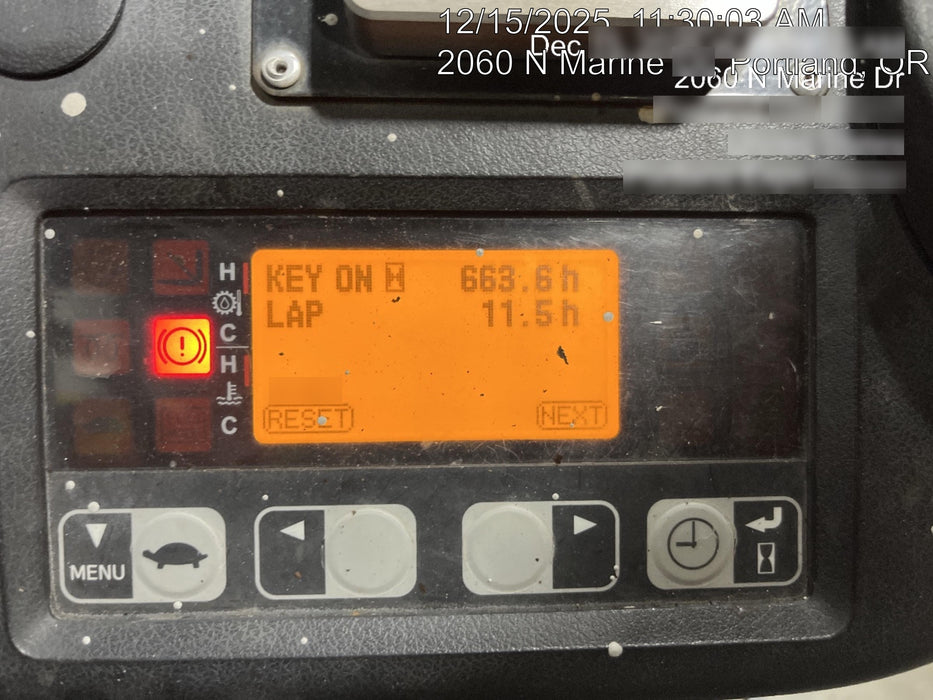 12/15/2025 11:30:03 AM
Dec
2060 N Marine Portland, OR
2060 N Marine Dr
H
C
H
C
KEY ON 663.6 h
LAP 11.5 h
RESET NEXT
MENU